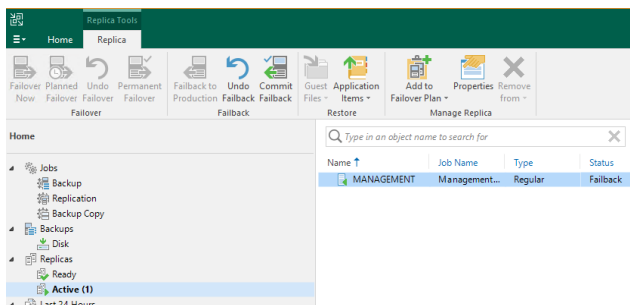 Replica Tools
Home Replica
Failover Planned Undo Permanent Failback to Undo Commit Guest Application Add to Properties Remove
Now Failover Failover Failover Production Failback Failback Files Items Failover Plan from
Failover Failback Restore Manage Replica
Home
Type in an object name to search for
Name Job Name Type Status
MANAGEMENT Management... Regular Failback
Jobs
Backup
Replication
Backup Copy
Backups
Disk
Replicas
Ready
Active (1)
Last 24 Hours